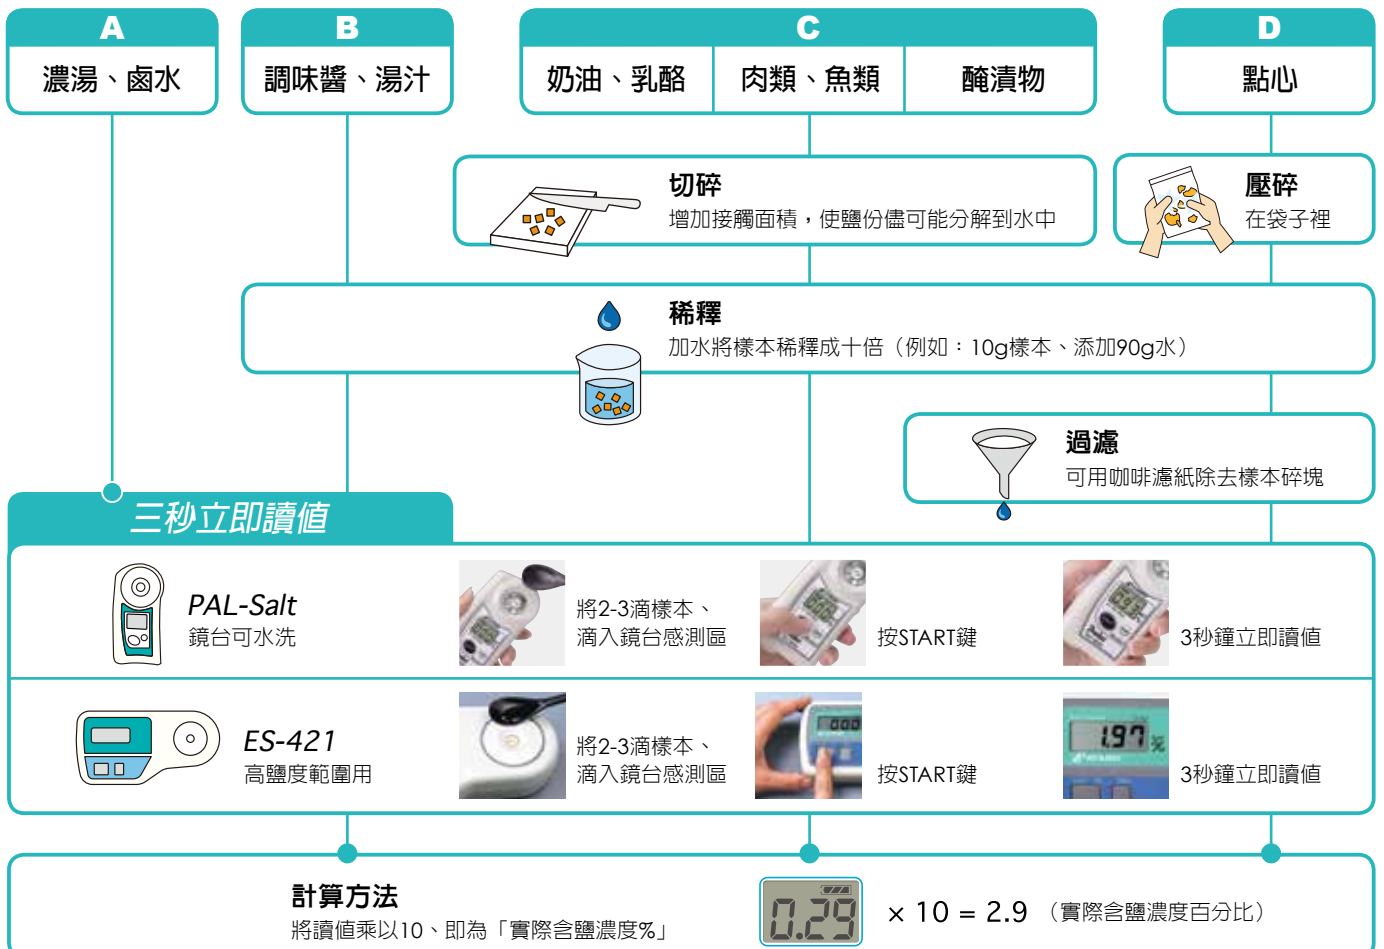 A
濃湯、鹵水
B
調味醬、湯汁
C
奶油、乳酪
肉類、魚類
醃漬物
D
點心
切碎
增加接觸面積，使鹽份儘可能分解到水中
壓碎
在袋子裡
稀釋
加水將樣本稀釋成十倍（例如：10g樣本、添加90g水）
過濾
可用咖啡濾紙除去樣本碎塊
三秒立即讀值
PAL-Salt
鏡台可水洗
將2-3滴樣本、
滴入鏡台感測區
按START鍵
3秒鐘立即讀值
ES-421
高鹽度範圍用
將2-3滴樣本、
滴入鏡台感測區
0.00
按START鍵
1.97 %
3秒鐘立即讀值
計算方法
將讀值乘以10、即為「實際含鹽濃度%」
0.29 × 10 = 2.9 （實際含鹽濃度百分比）